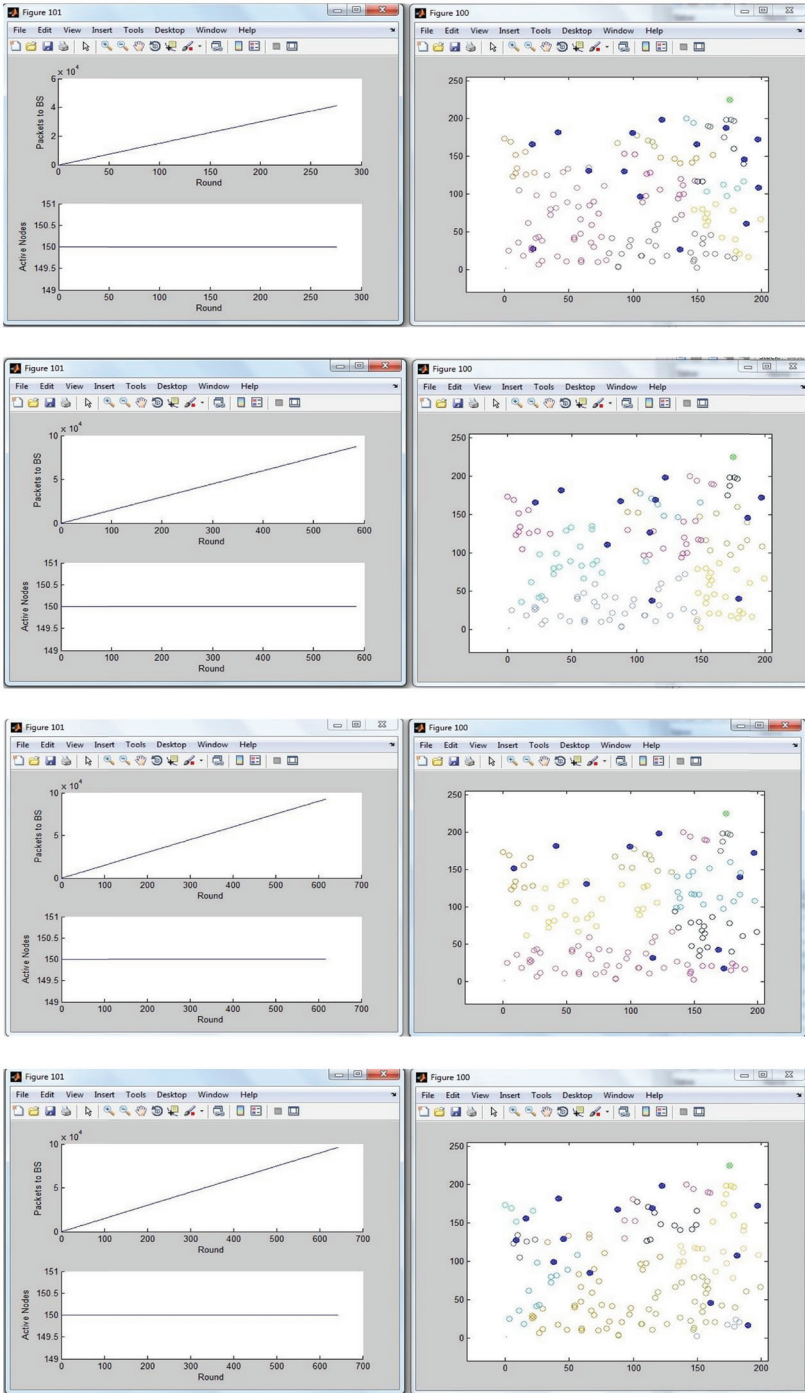 Figure 101
File Edit View Insert Tools Desktop Window Help
× 10⁴
6
4
2
0
Packets to BS
0 50 100 150 200 250 300
Round
151
150.5
150
149.5
149
Active Nodes
0 50 100 150 200 250 300
Round
Figure 100
File Edit View Insert Tools Desktop Window Help
250
200
150
100
50
0
0 50 100 150 200
Figure 101
File Edit View Insert Tools Desktop Window Help
× 10⁴
10
5
0
Packets to BS
0 100 200 300 400 500 600
Round
151
150.5
150
149.5
149
Active Nodes
0 100 200 300 400 500 600
Round
Figure 100
File Edit View Insert Tools Desktop Window Help
250
200
150
100
50
0
0 50 100 150 200
Figure 101
File Edit View Insert Tools Desktop Window Help
× 10⁴
10
5
0
Packets to BS
0 100 200 300 400 500 600 700
Round
151
150.5
150
149.5
149
Active Nodes
0 100 200 300 400 500 600 700
Round
Figure 100
File Edit View Insert Tools Desktop Window Help
250
200
150
100
50
0
0 50 100 150 200
Figure 101
File Edit View Insert Tools Desktop Window Help
× 10⁴
10
5
0
Packets to BS
0 100 200 300 400 500 600 700
Round
151
150.5
150
149.5
149
Active Nodes
0 100 200 300 400 500 600 700
Round
Figure 100
File Edit View Insert Tools Desktop Window Help
250
200
150
100
50
0
0 50 100 150 200